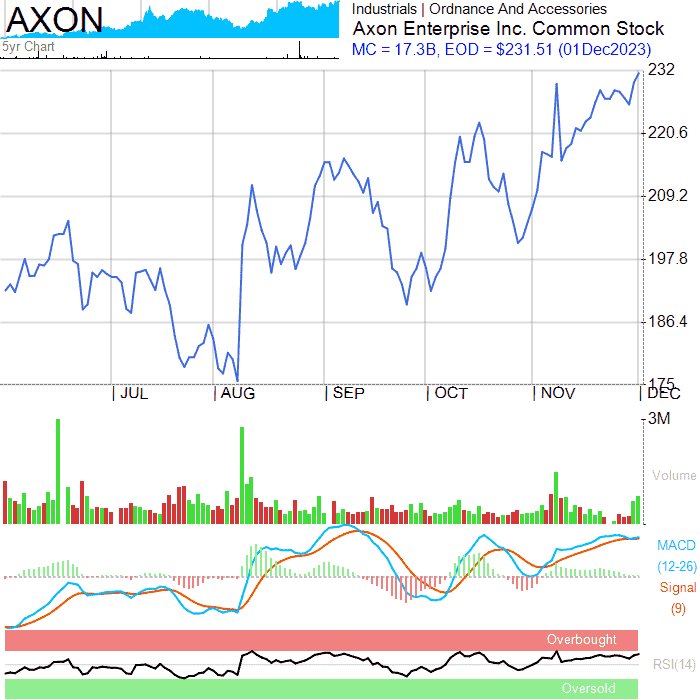 AXON
5yr Chart
Industrials | Ordnance And Accessories
Axon Enterprise Inc. Common Stock
MC = 17.3B, EOD = $231.51 (01Dec2023)
232
220.6
209.2
197.8
186.4
175
JUL AUG SEP OCT NOV DEC
3M
Volume
MACD
(12-26)
Signal
(9)
Overbought
RSI(14)
Oversold